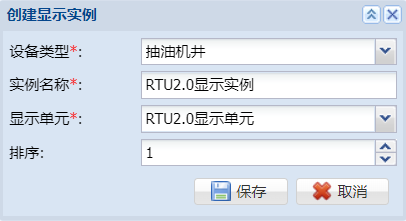 创建显示实例
设备类型*: 抽油机井
实例名称*: RTU2.0显示实例
显示单元*: RTU2.0显示单元
排序: 1
保存 取消